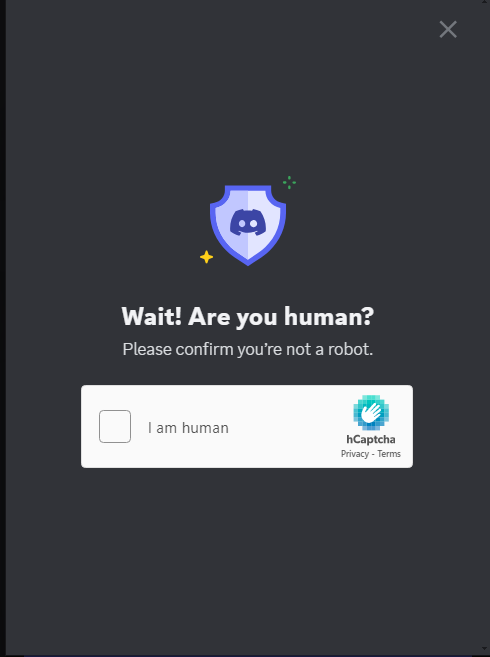 Wait! Are you human?
Please confirm you're not a robot.
I am human
hCaptcha
Privacy - Terms